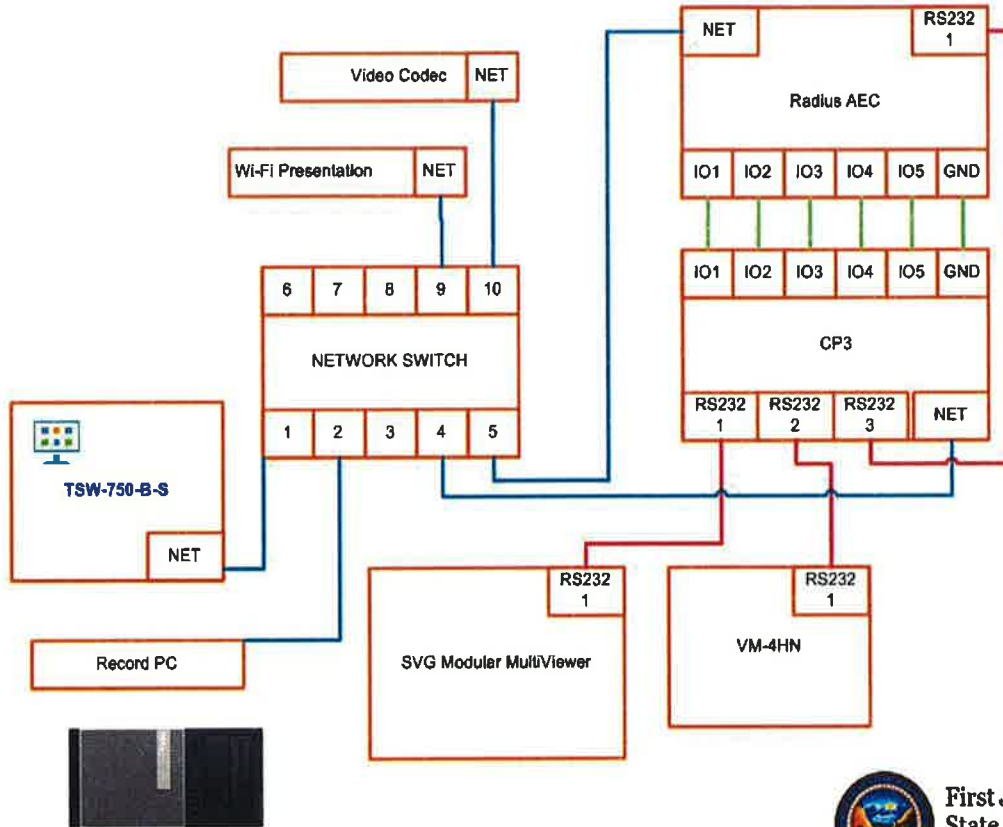 NET
RS232
1
Radius AEC
IO1 IO2 IO3 IO4 IO5 GND
Video Codec NET
Wi-Fi Presentation NET
IO1 IO2 IO3 IO4 IO5 GND
CP3
RS232
1
RS232
2
RS232
3
NET
6 7 8 9 10
NETWORK SWITCH
1 2 3 4 5
TSW-750-B-S
NET
Record PC
RS232
1
SVG Modular MultiViewer
RS232
1
VM-4HN
First
State